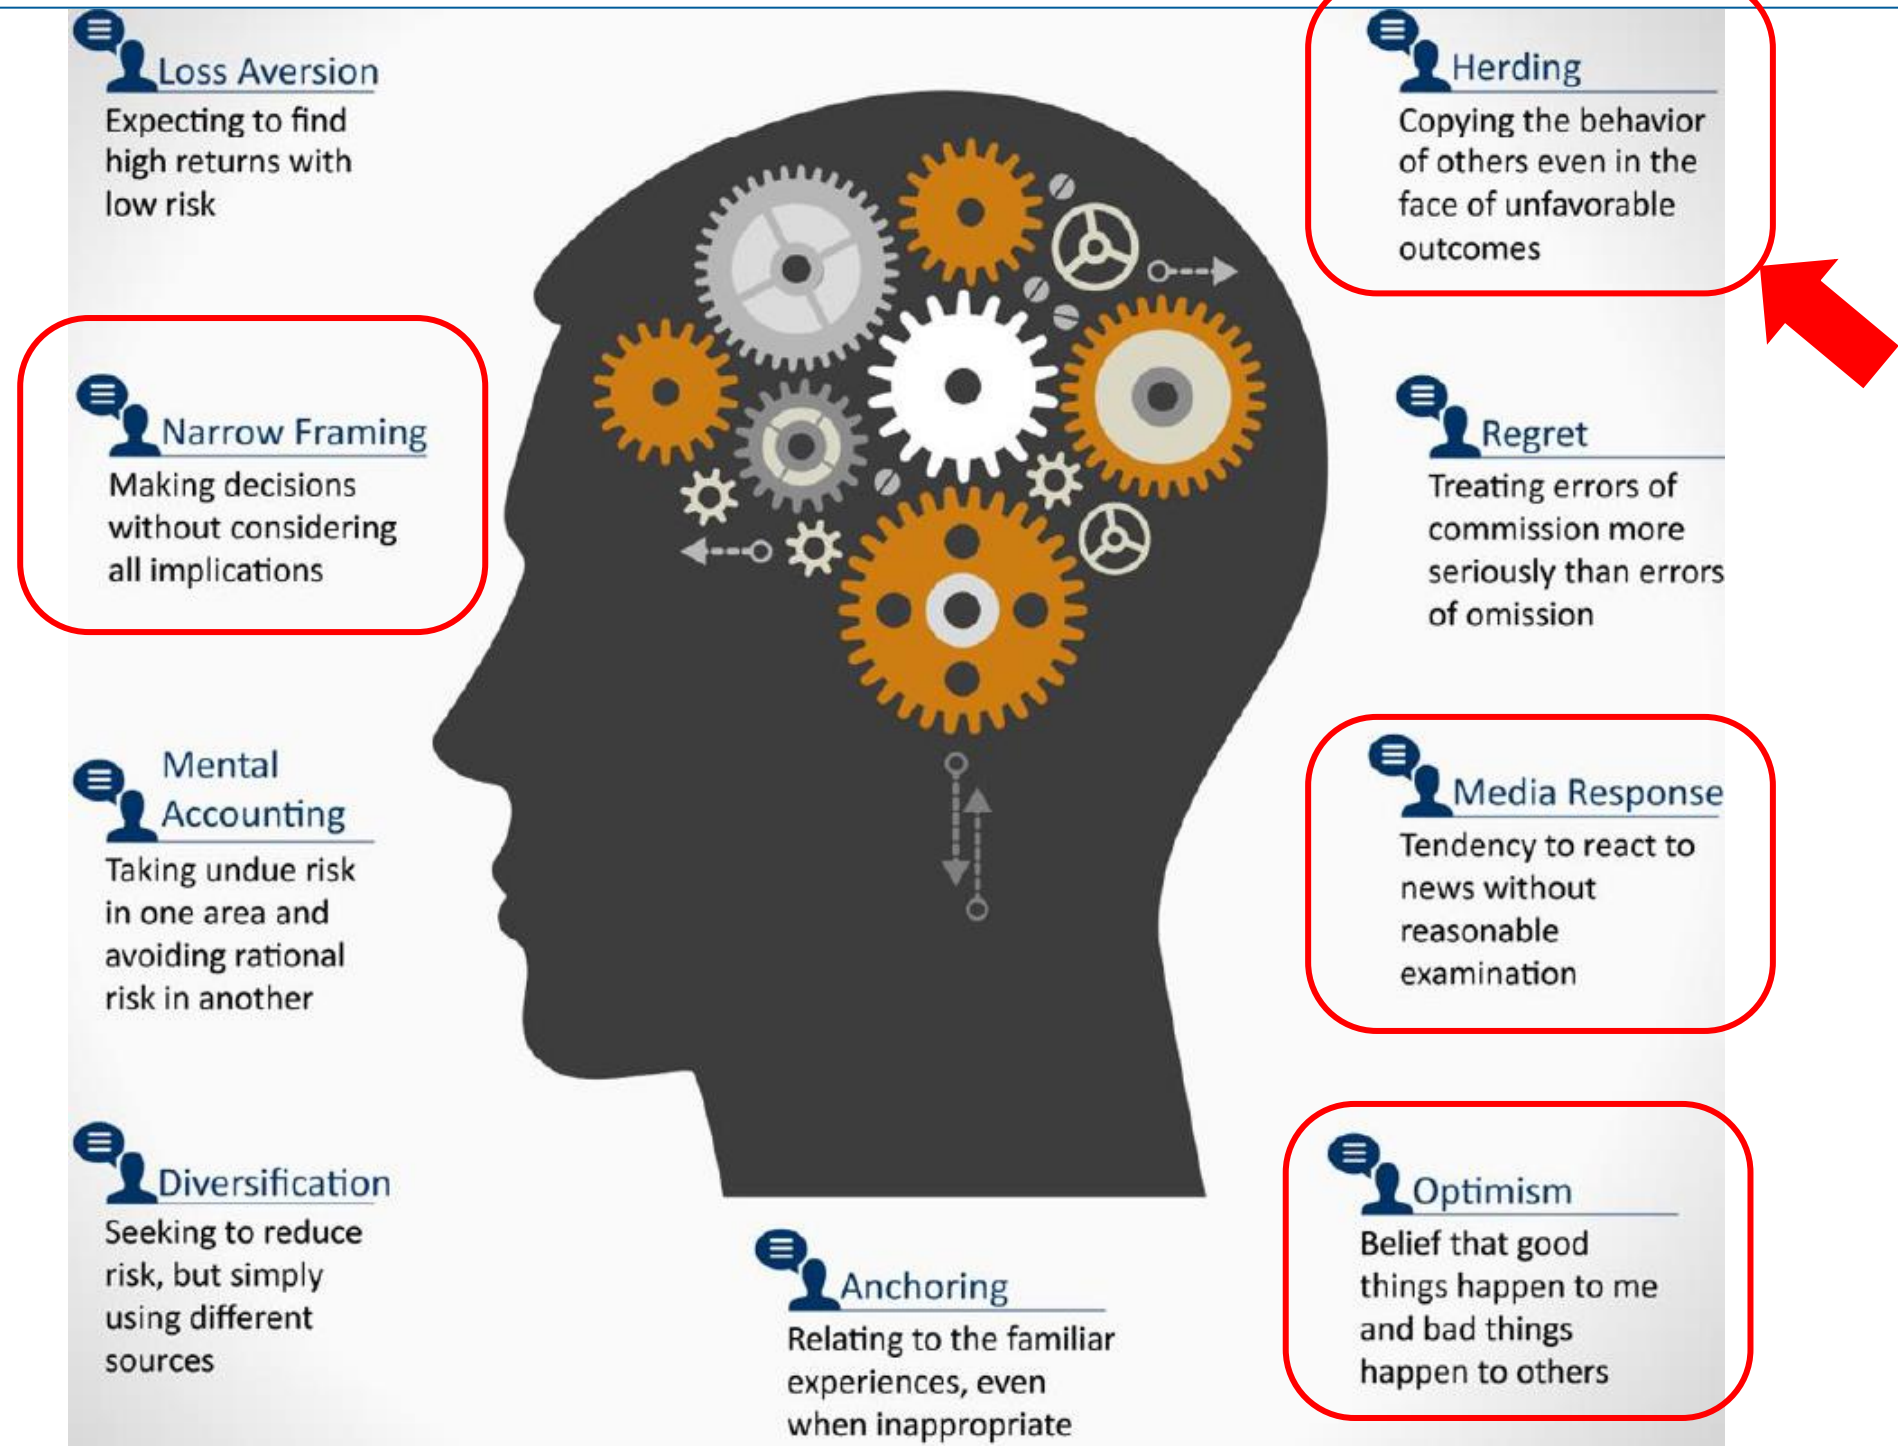 Loss Aversion
Expecting to find
high returns with
low risk
Narrow Framing
Making decisions
without considering
all implications
Mental
Accounting
Taking undue risk
in one area and
avoiding rational
risk in another
Diversification
Seeking to reduce
risk, but simply
using different
sources
Anchoring
Relating to the familiar
experiences, even
when inappropriate
Herding
Copying the behavior
of others even in the
face of unfavorable
outcomes
Regret
Treating errors of
commission more
seriously than errors
of omission
Media Response
Tendency to react to
news without
reasonable
examination
Optimism
Belief that good
things happen to me
and bad things
happen to others